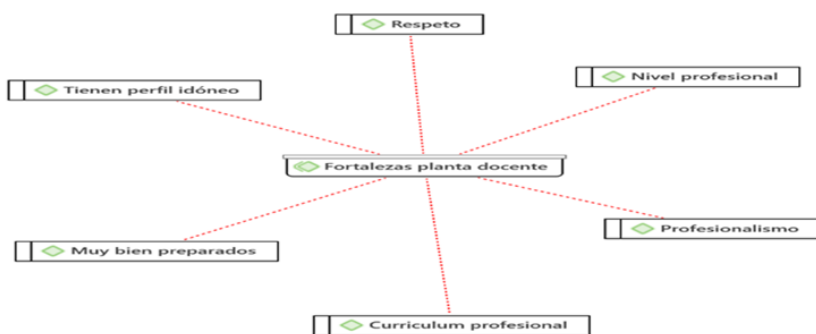 Respeto
Nivel profesional
Tienen perfil idóneo
Fortalezas planta docente
Profesionalismo
Muy bien preparados
Curriculum profesional